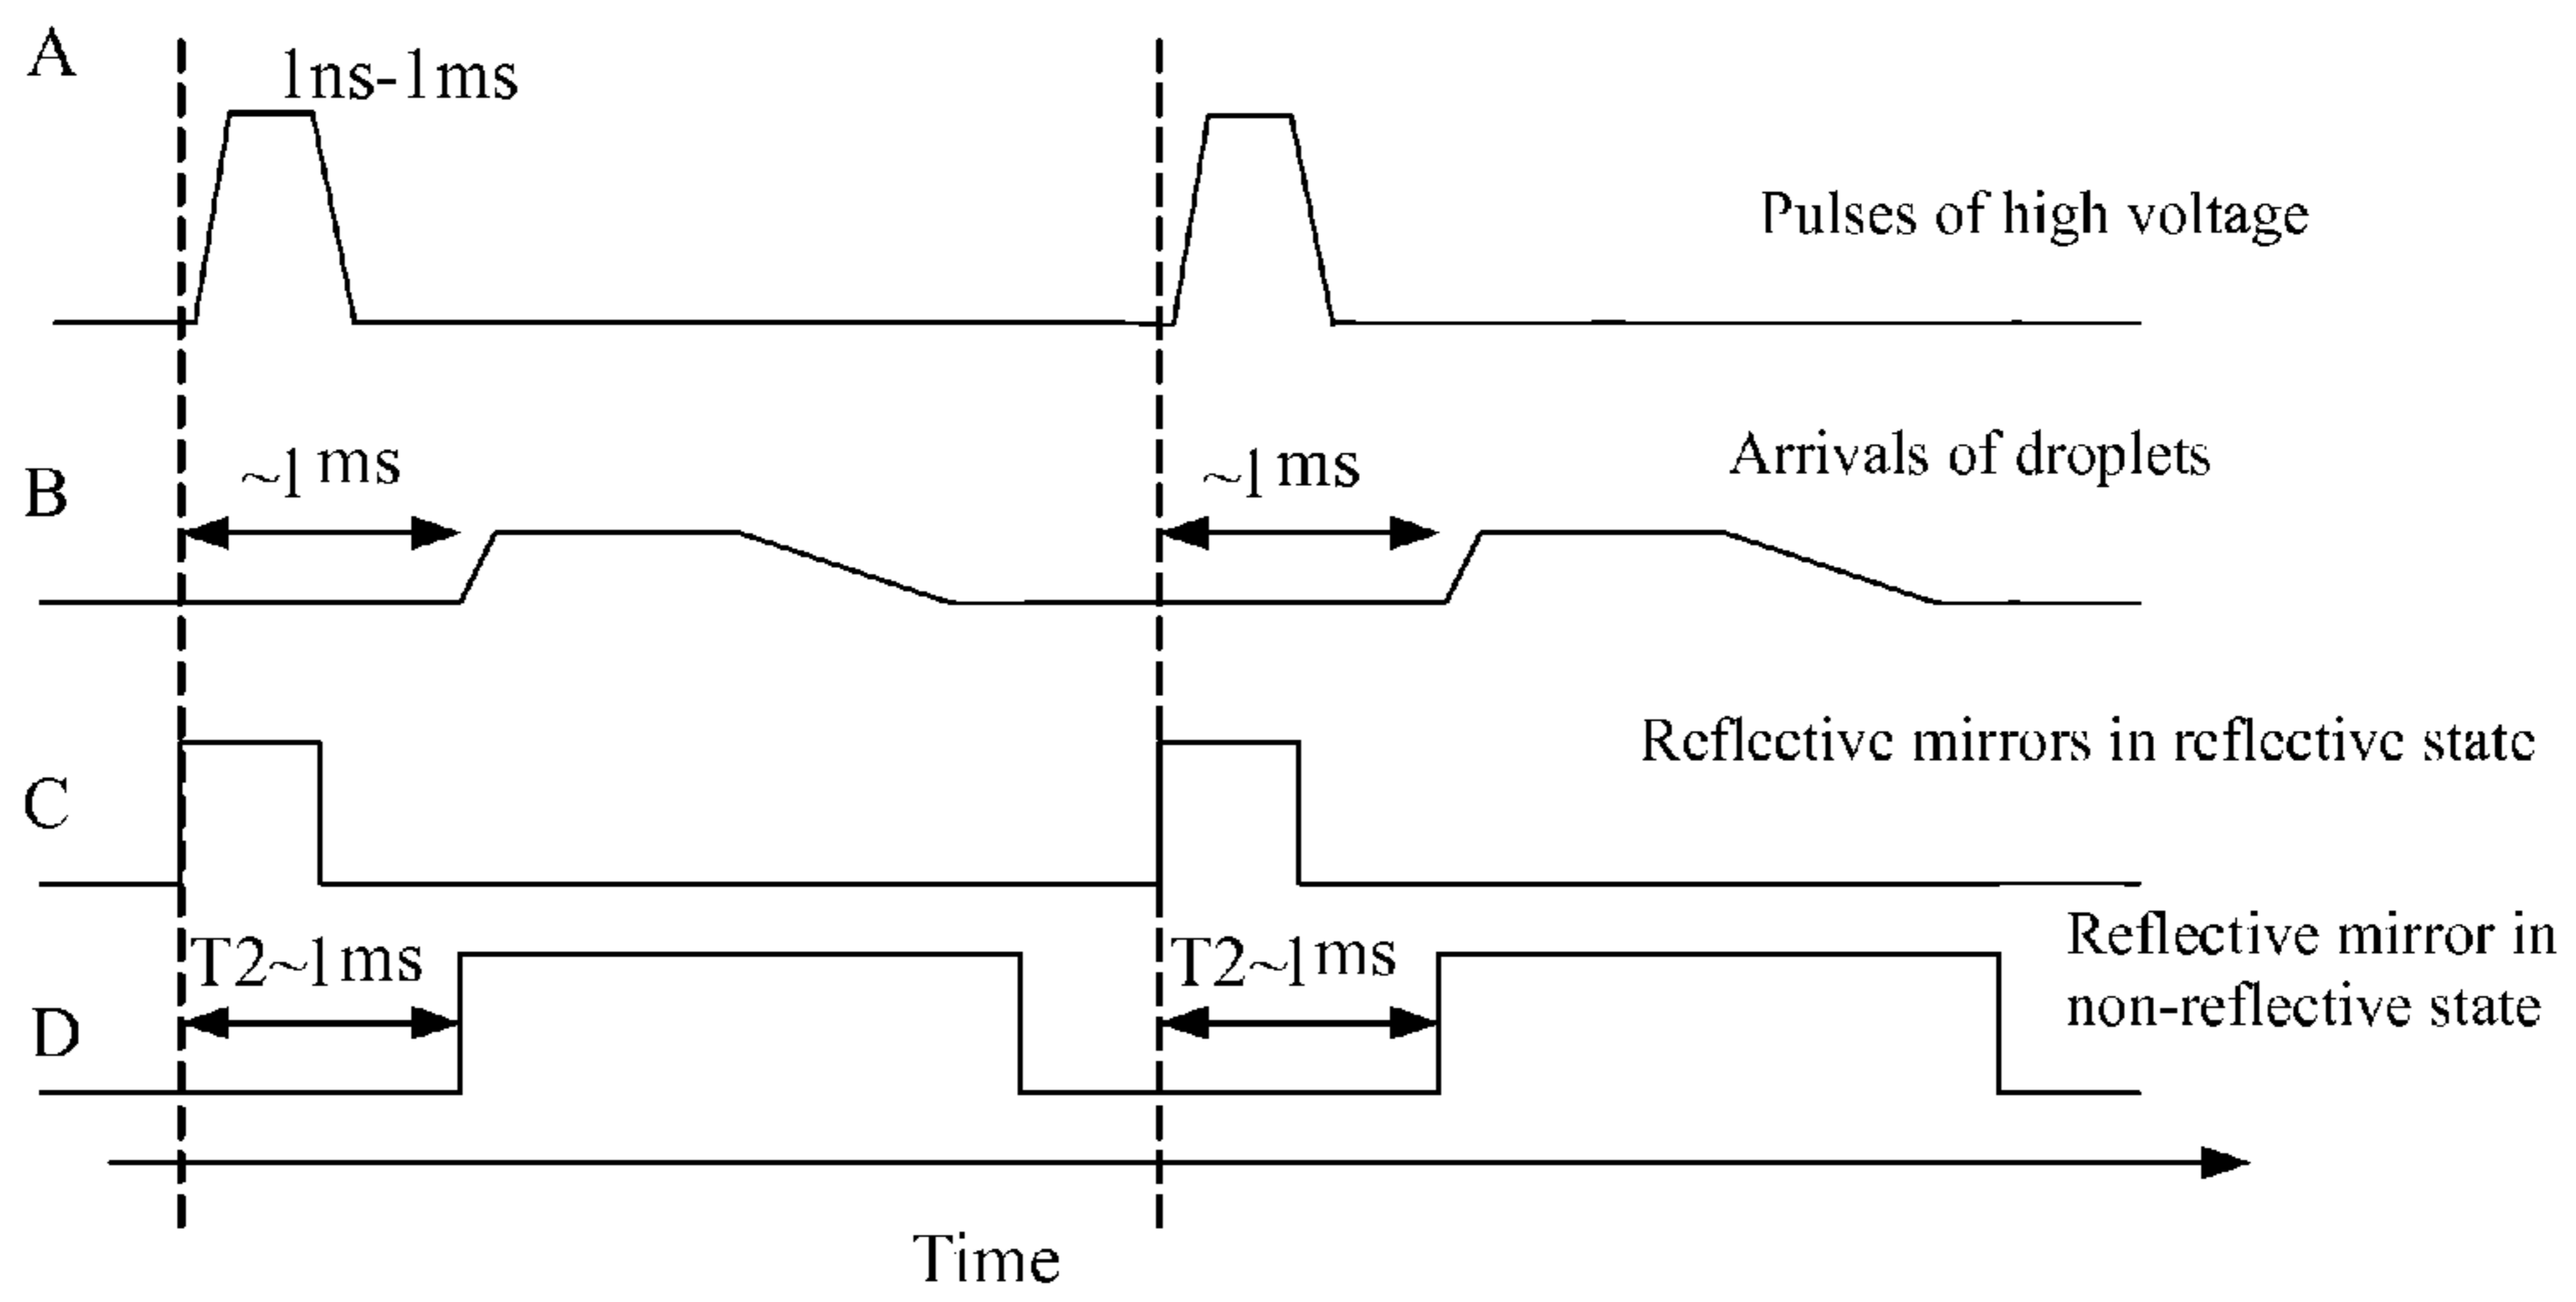 A
1ns-1ms
Pulses of high voltage
B
~1 ms
~1 ms
Arrivals of droplets
C
Reflective mirrors in reflective state
D
T2~1ms
T2~1ms
Reflective mirror in
non-reflective state
Time